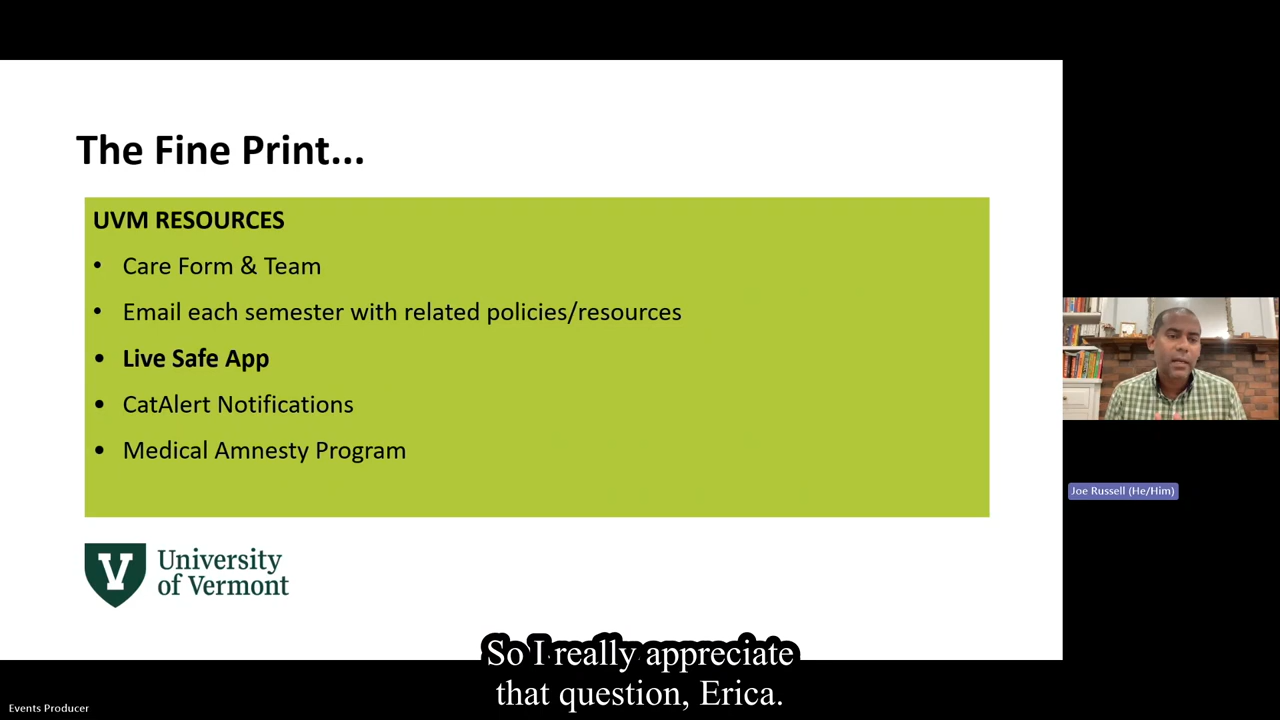 The Fine Print...
UVM RESOURCES
• Care Form & Team
• Email each semester with related policies/resources
• Live Safe App
• CatAlert Notifications
• Medical Amnesty Program
V
University
of Vermont
Joe Russell (He/Him)
So I really appreciate
that question, Erica.
Events Producer